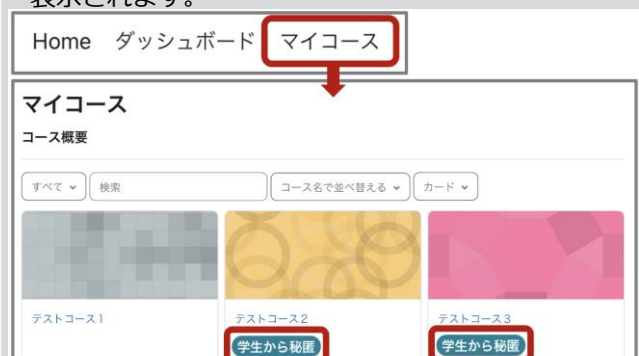 表示されます。
Home ダッシュボード マイコース
マイコース
コース概要
すべて 検索 コース名で並べ替える カード
テストコース1 テストコース2 テストコース3
学生から秘匿 学生から秘匿